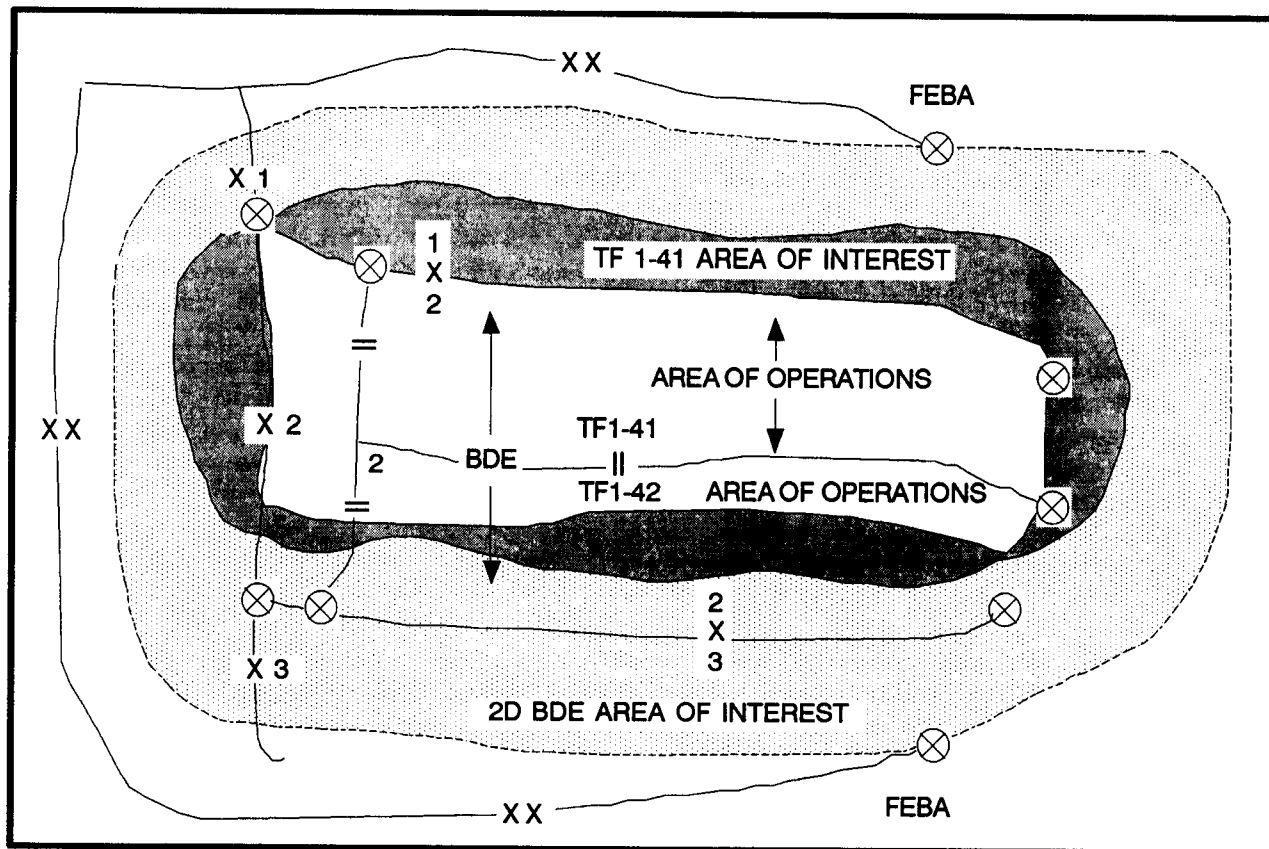 XX
FEBA
X 1
1
X
2
TF 1-41 AREA OF INTEREST
AREA OF OPERATIONS
XX
X 2
TF1-41
BDE
2
TF1-42
AREA OF OPERATIONS
2
X
3
X 3
2D BDE AREA OF INTEREST
XX
FEBA